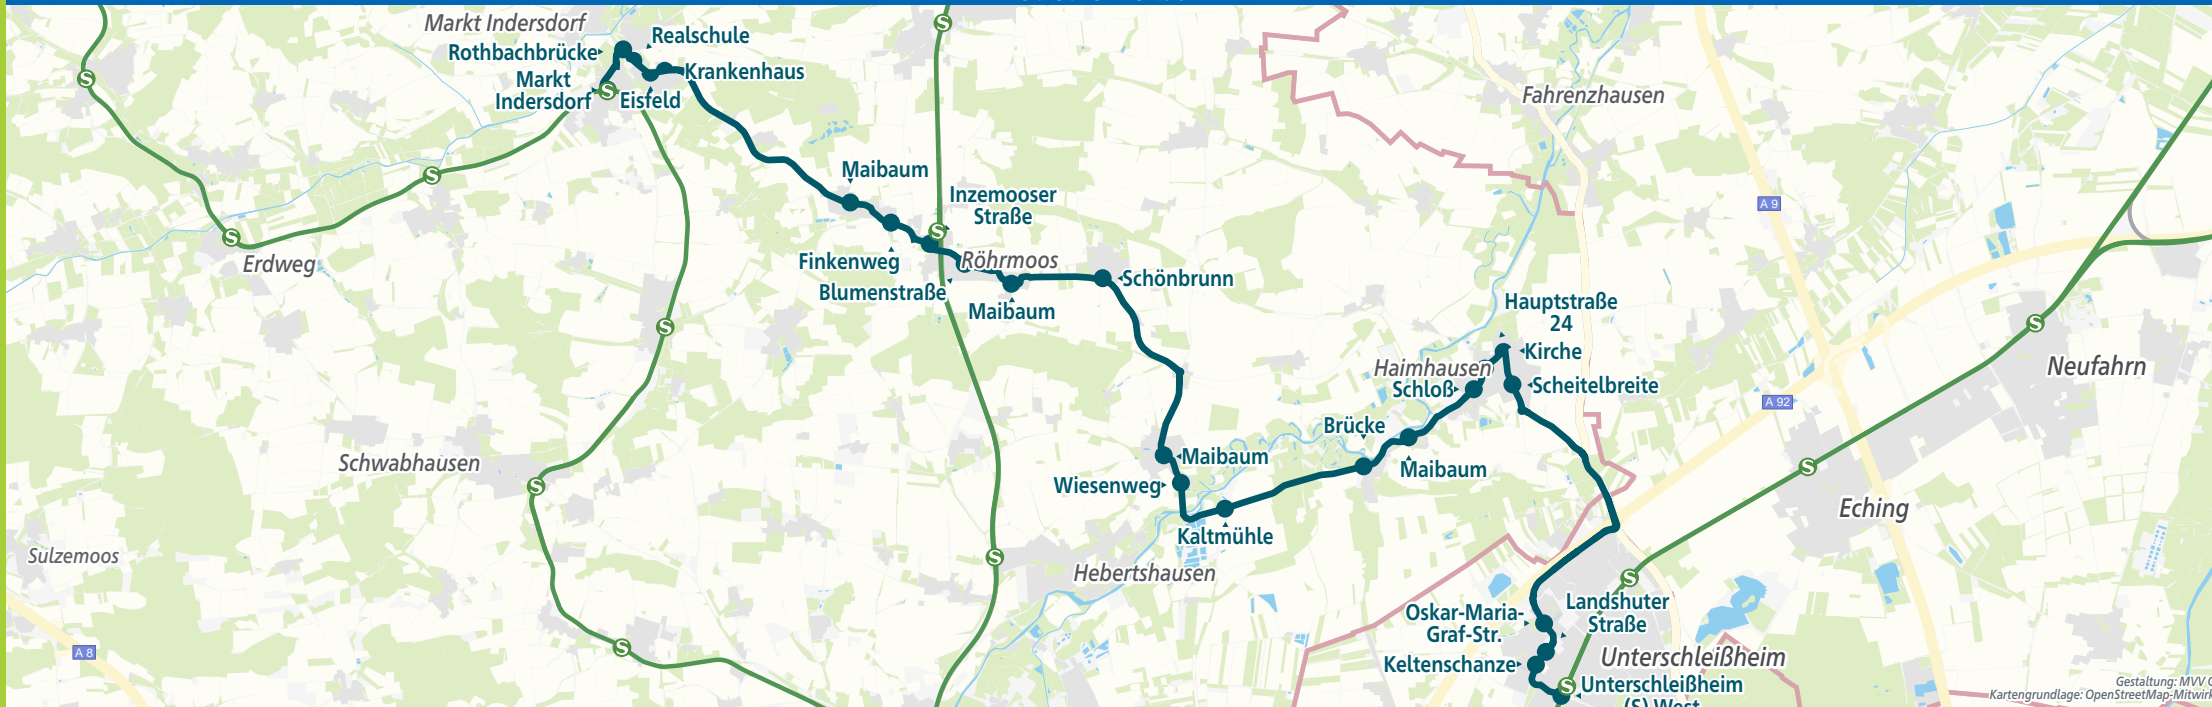 Markt Indersdorf
Rothbachbrücke
Realschule
Krankenhaus
Markt
Indersdorf
Eisfeld
S
S
S
S
S
Erdweg
Maibaum
Inzemooser
Straße
S
Finkenweg
Röhrmoos
Blumenstraße
Maibaum
Schönbrunn
Fahrenzhausen
A 9
Hauptstraße
24
Kirche
Haimhausen
Schloß
Scheitelbreite
S
Neufahrn
A 92
S
Brücke
Maibaum
Maibaum
Wiesenweg
Kaltmühle
Schwabhausen
S
S
Eching
Sulzemoos
S
Hebertshausen
S
Oskar-Maria-
Graf-Str.
Landshuter
Straße
Keltenschanze
Unterschleißheim
S
Unterschleißheim
(S) West
A 8
S
Gestaltung: MVV
Kartengrundlage: OpenStreetMap-Mitwirk